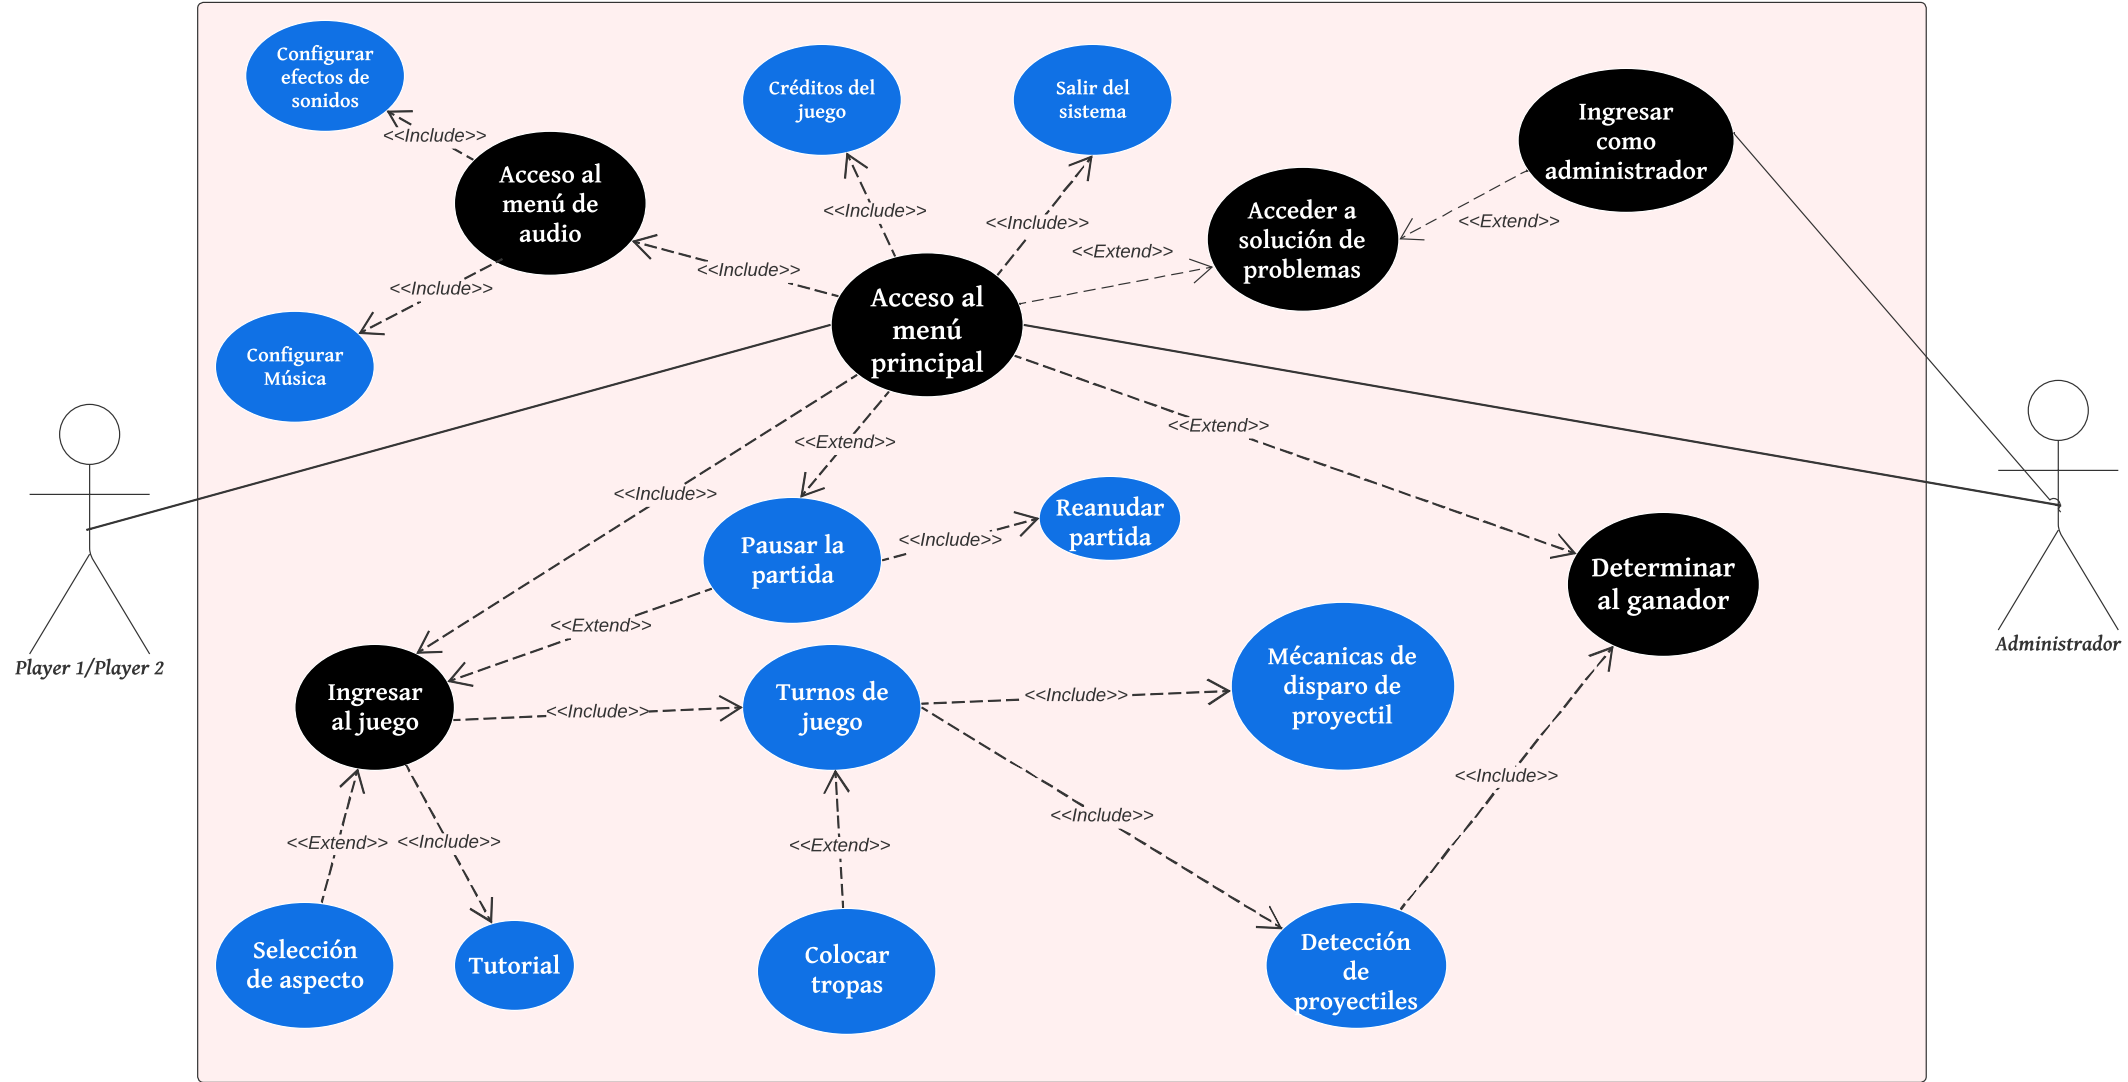 Configurar
efectos de
sonidos
<<Include>>
Acceso al
menú de
audio
<<Include>>
Configurar
Música
<<Include>>
Créditos del
juego
<<Include>>
Salir del
sistema
<<Include>>
Acceso al
menú
principal
<<Extend>>
Acceder a
solución de
problemas
<<Extend>>
Ingresar
como
administrador
<<Extend>>
<<Extend>>
<<Include>>
Pausar la
partida
<<Include>>
Reanudar
partida
Determinar
al ganador
<<Extend>>
Player 1/Player 2
Administrador
Ingresar
al juego
<<Include>>
Turnos de
juego
<<Include>>
Mécanicas de
disparo de
proyectil
<<Include>>
<<Include>>
<<Extend>>
<<Include>>
<<Extend>>
Selección
de aspecto
Tutorial
Colocar
tropas
Detección
de
proyectiles